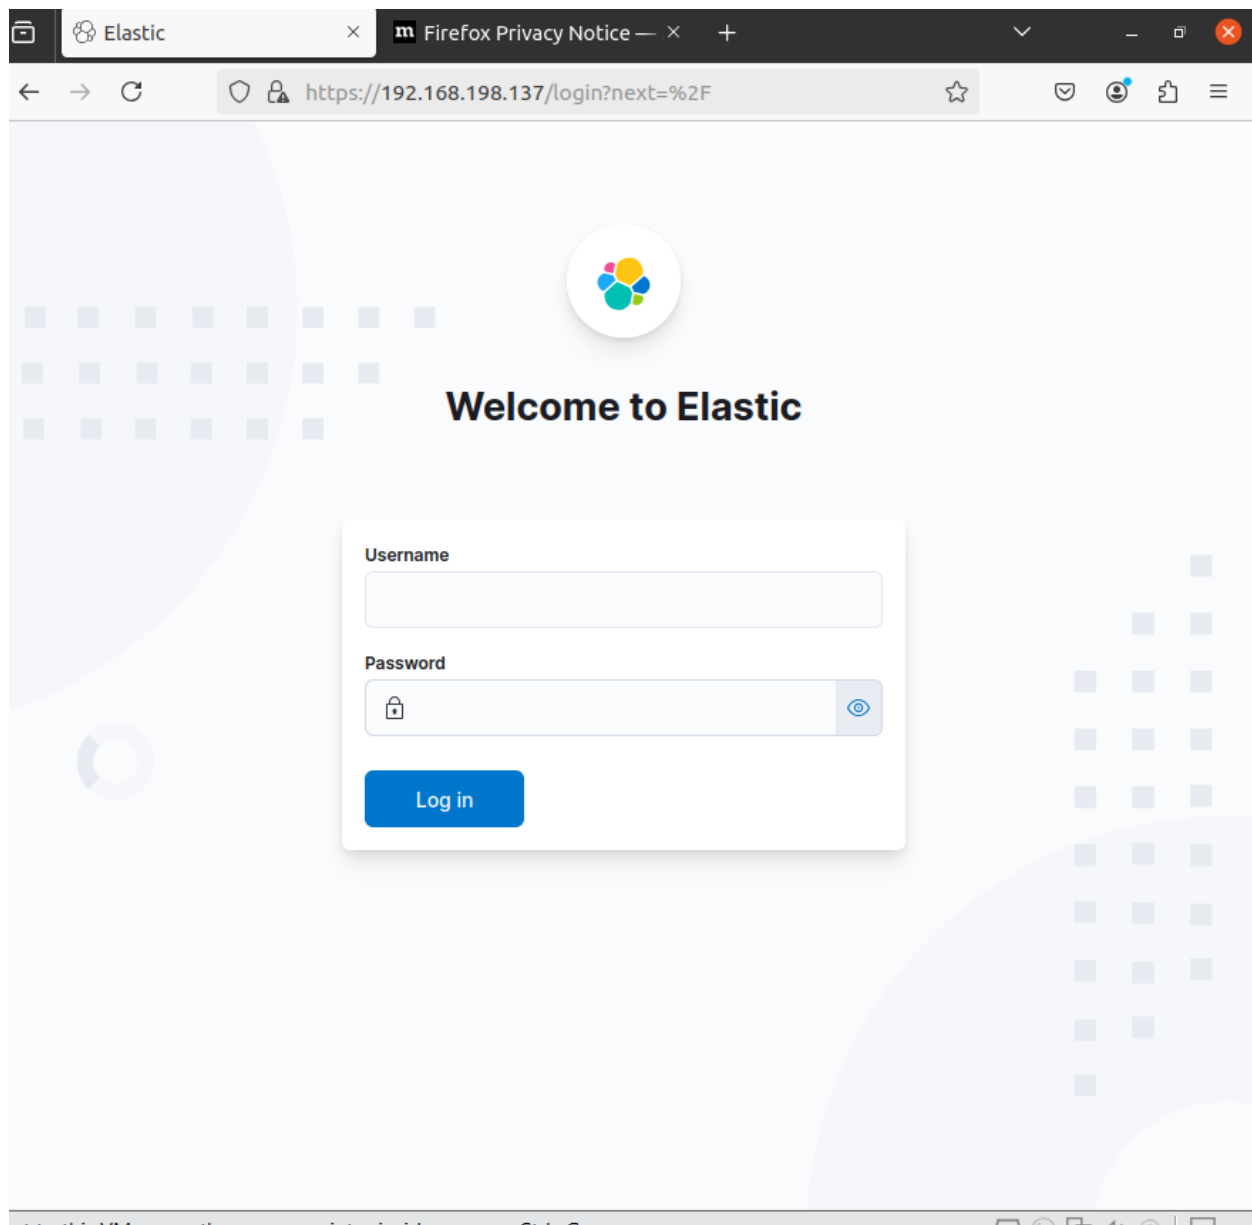 Elastic
m Firefox Privacy Notice —
https://192.168.198.137/login?next=%2F
Welcome to Elastic
Username
Password
Log in